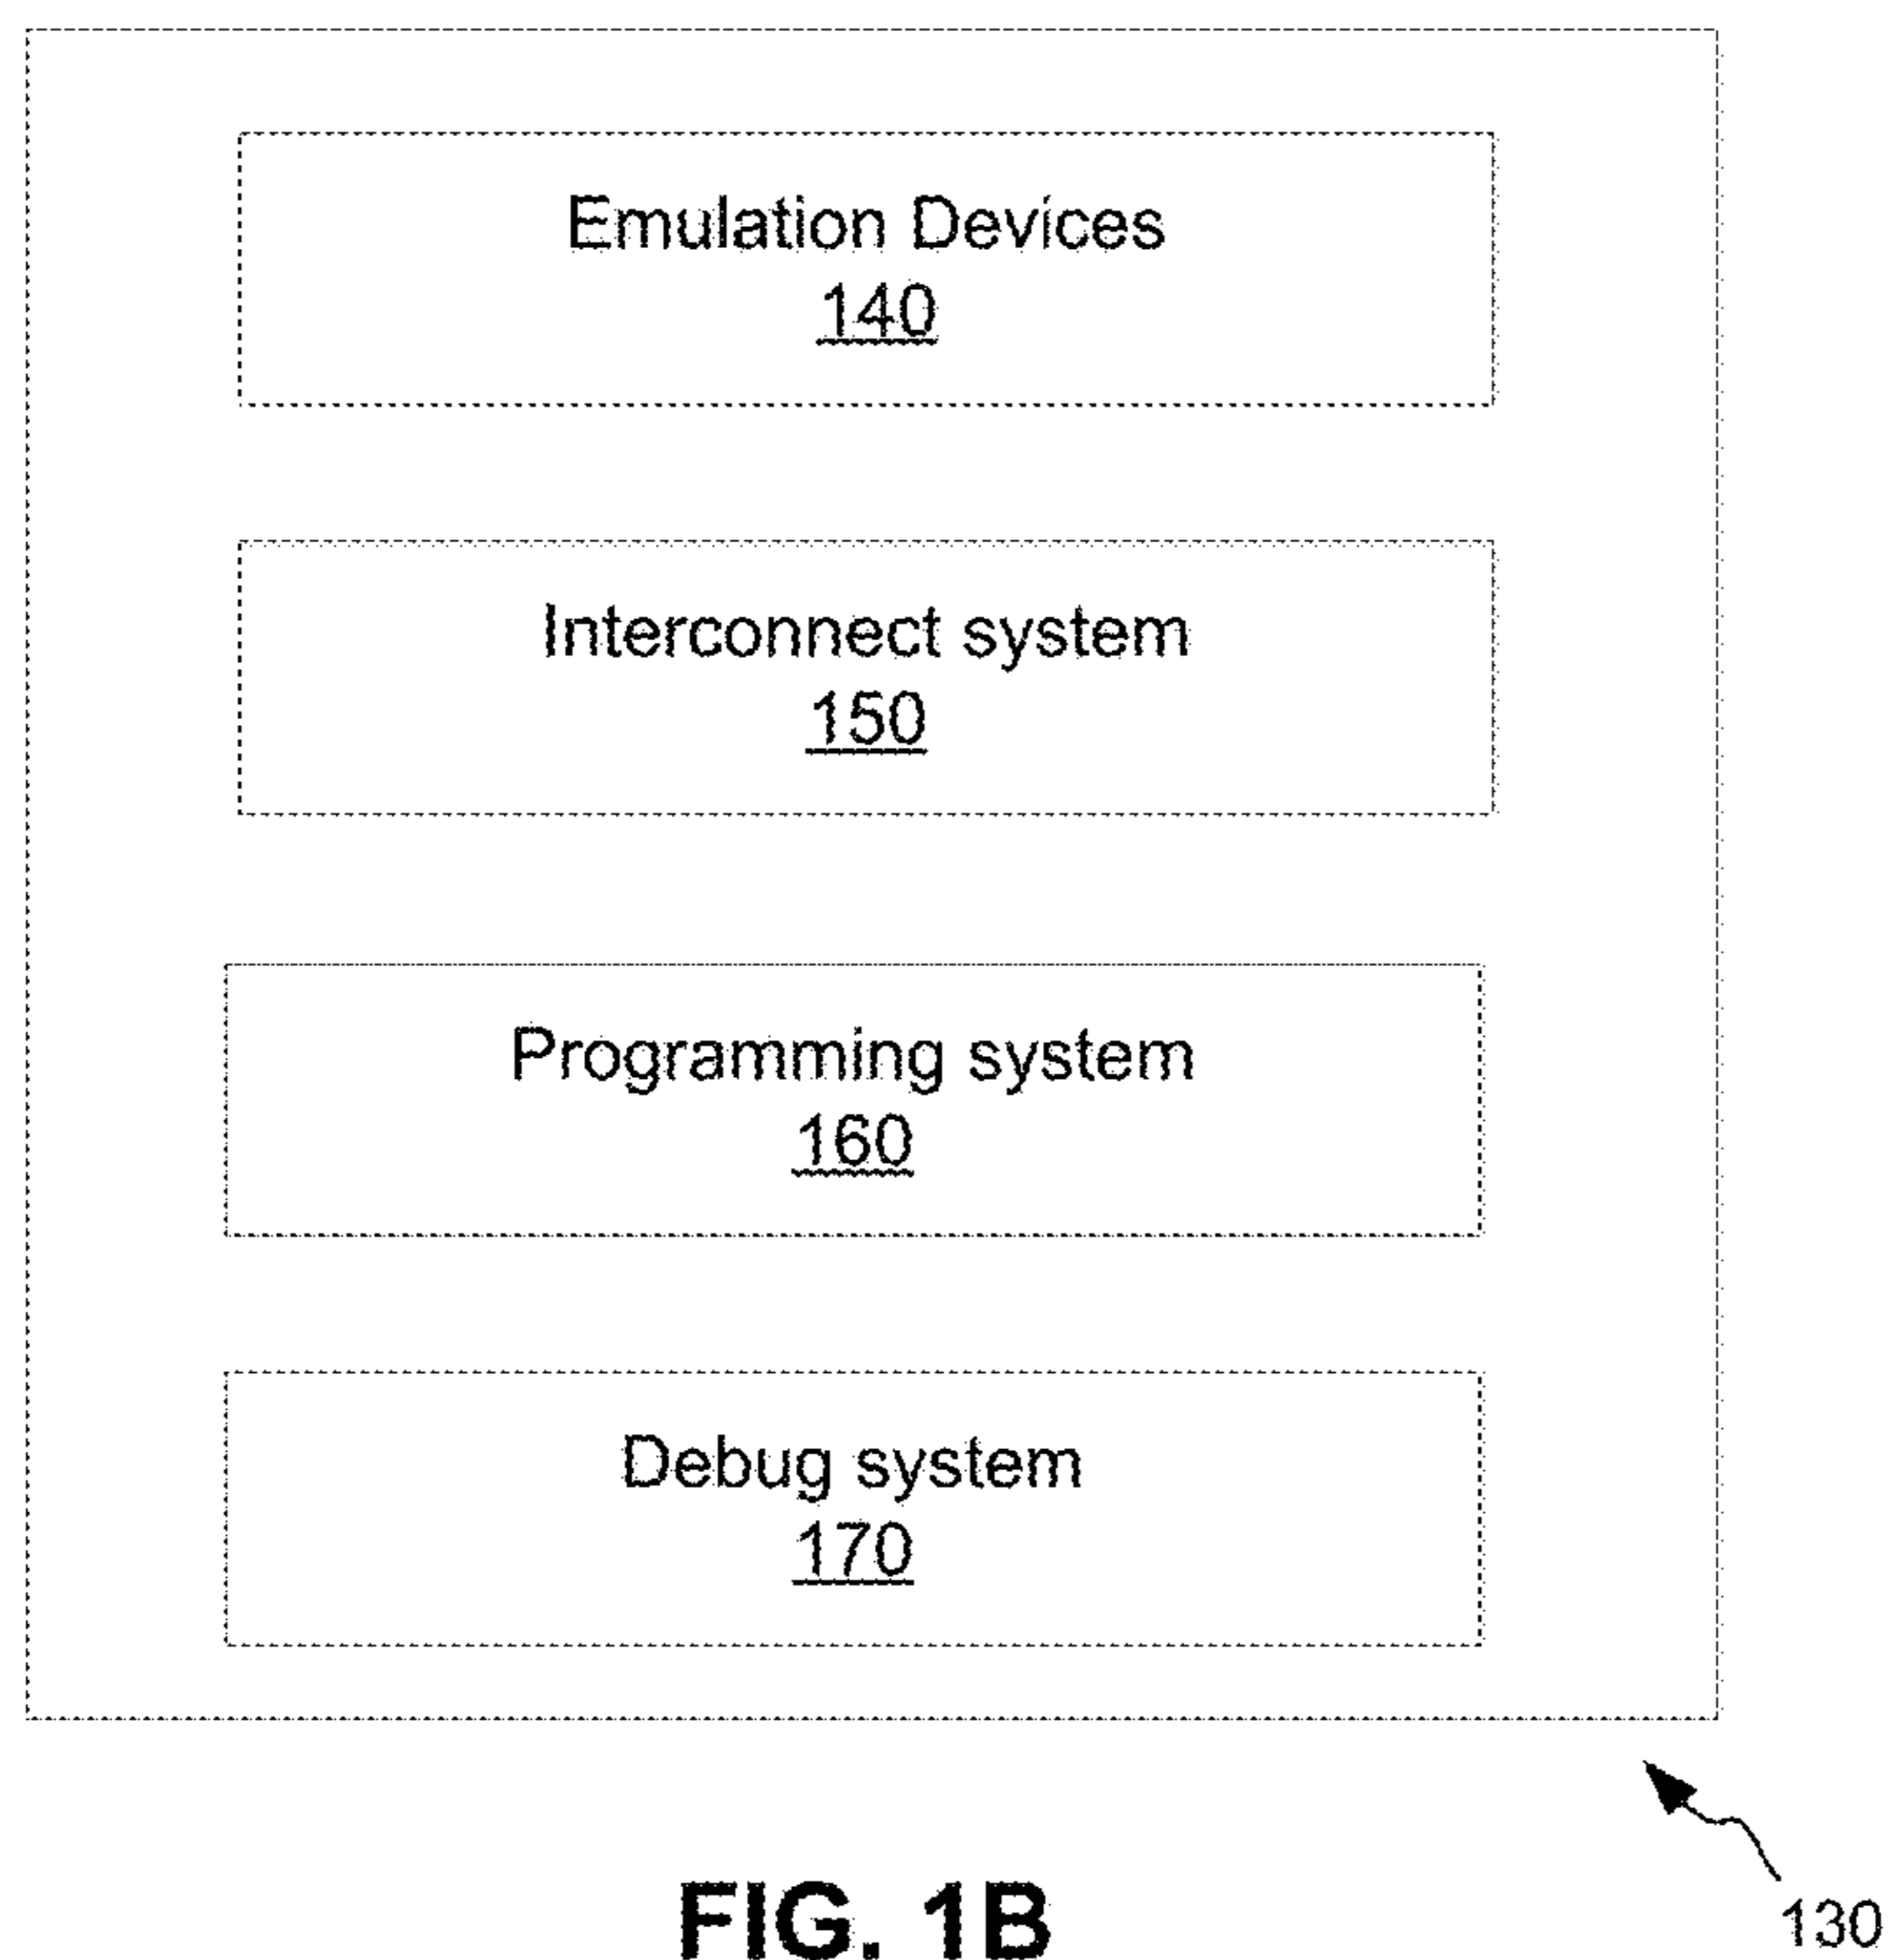 Emulation Devices
140
Interconnect system
150
Programming system
160
Debug system
170
FIG. 1B
130